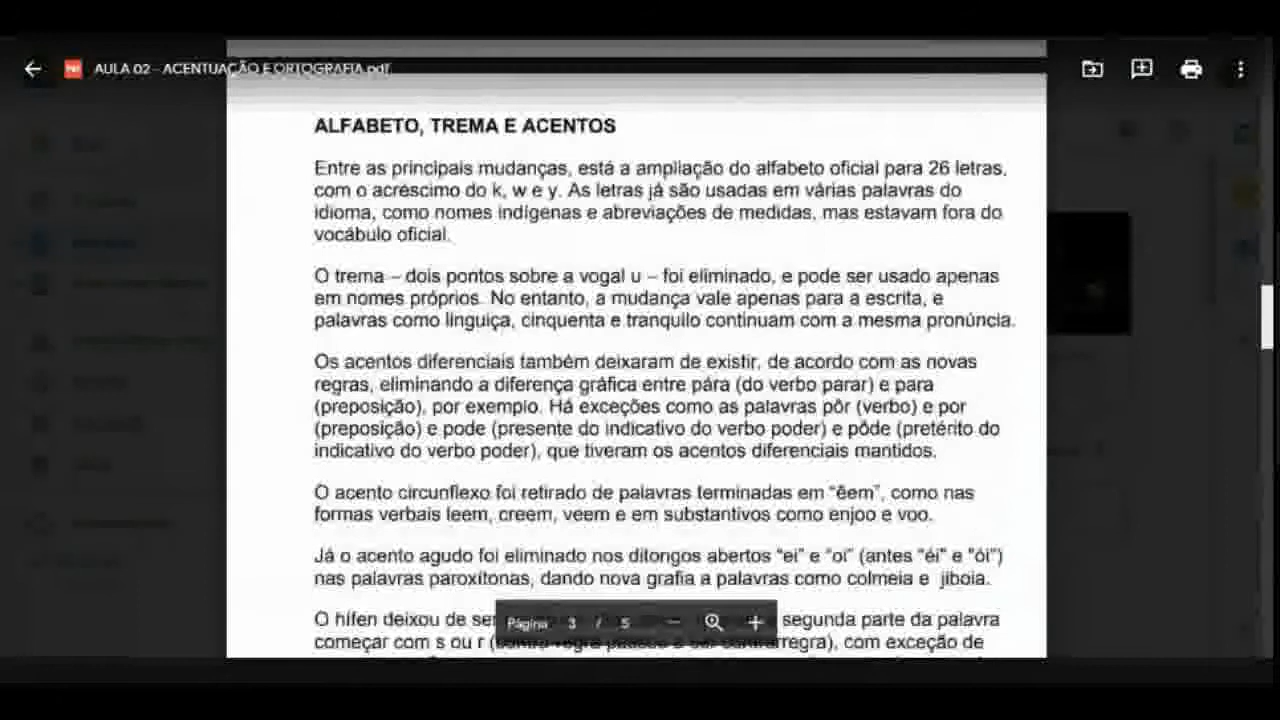 AULA 02 - ACENTUAÇÃO E ORTOGRAFIA.pdf
ALFABETO, TREMA E ACENTOS
Entre as principais mudanças, está a ampliação do alfabeto oficial para 26 letras,
com o acréscimo do k, w e y. As letras já são usadas em várias palavras do
idioma, como nomes indígenas e abreviações de medidas, mas estavam fora do
vocábulo oficial.
O trema – dois pontos sobre a vogal u – foi eliminado, e pode ser usado apenas
em nomes próprios. No entanto, a mudança vale apenas para a escrita, e
palavras como linguiça, cinquenta e tranquilo continuam com a mesma pronúncia.
Os acentos diferenciais também deixaram de existir, de acordo com as novas
regras, eliminando a diferença gráfica entre pára (do verbo parar) e para
(preposição), por exemplo. Há exceções como as palavras pôr (verbo) e por
(preposição) e pode (presente do indicativo do verbo poder) e pôde (pretérito do
indicativo do verbo poder), que tiveram os acentos diferenciais mantidos.
O acento circunflexo foi retirado de palavras terminadas em “êem”, como nas
formas verbais leem, creem, veem e em substantivos como enjoo e voo.
Já o acento agudo foi eliminado nos ditongos abertos “ei” e “oi” (antes “éi” e “ói”)
nas palavras paroxítonas, dando nova grafia a palavras como colmeia e jiboia.
O hífen deixou de ser segunda parte da palavra
começar com s ou r (contra-regra passou a ser contrarregra), com exceção de
Página 3 / 5